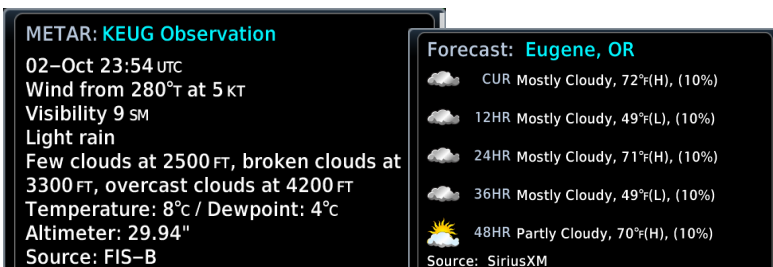 METAR: KEUG Observation
02-Oct 23:54 UTC
Wind from 280°T at 5 KT
Visibility 9 SM
Light rain
Few clouds at 2500 FT, broken clouds at
3300 FT, overcast clouds at 4200 FT
Temperature: 8°C / Dewpoint: 4°C
Altimeter: 29.94"
Source: FIS-B
Forecast: Eugene, OR
CUR Mostly Cloudy, 72°F(H), (10%)
12HR Mostly Cloudy, 49°F(L), (10%)
24HR Mostly Cloudy, 71°F(H), (10%)
36HR Mostly Cloudy, 49°F(L), (10%)
48HR Partly Cloudy, 70°F(H), (10%)
Source: SiriusXM